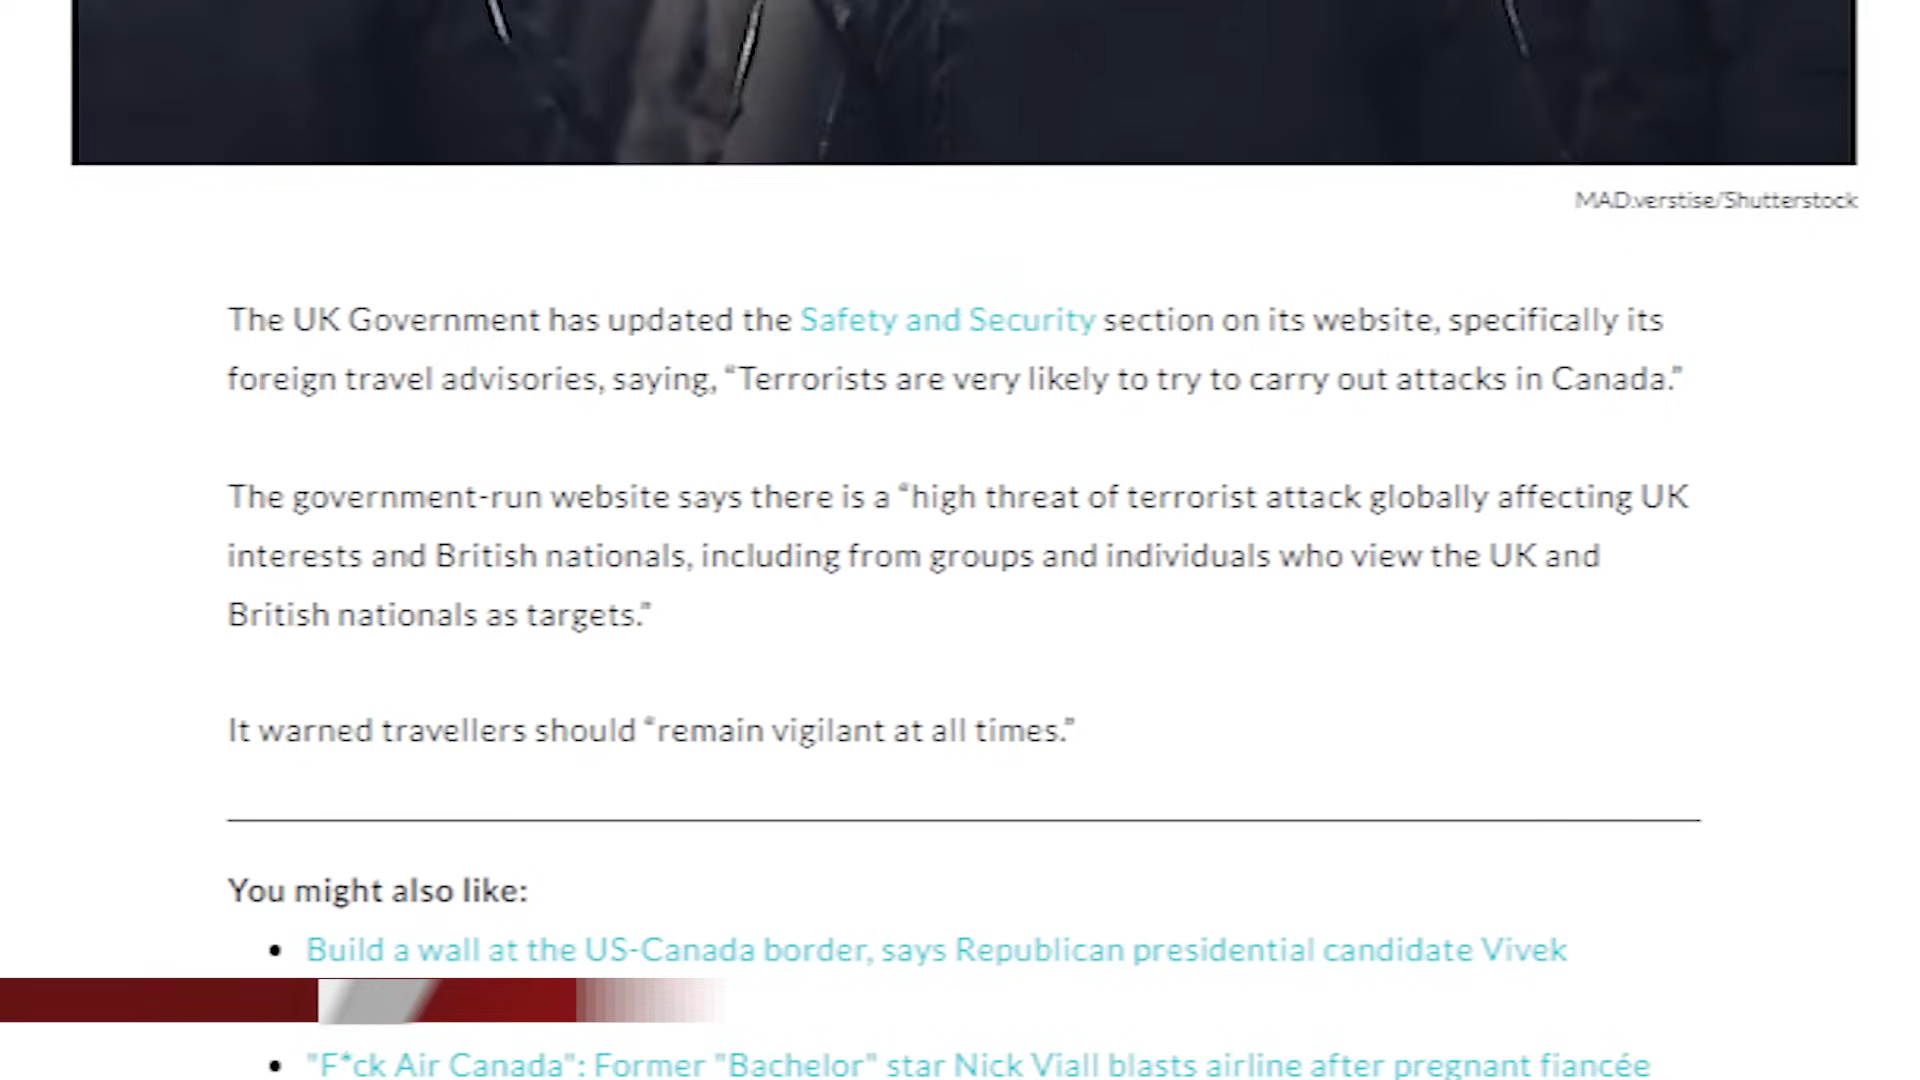 MAD.verstise/Shutterstock
The UK Government has updated the Safety and Security section on its website, specifically its
foreign travel advisories, saying, “Terrorists are very likely to try to carry out attacks in Canada.”
The government-run website says there is a “high threat of terrorist attack globally affecting UK
interests and British nationals, including from groups and individuals who view the UK and
British nationals as targets.”
It warned travellers should “remain vigilant at all times.”
You might also like:
Build a wall at the US-Canada border, says Republican presidential candidate Vivek
"F*ck Air Canada": Former "Bachelor" star Nick Viall blasts airline after pregnant fiancée